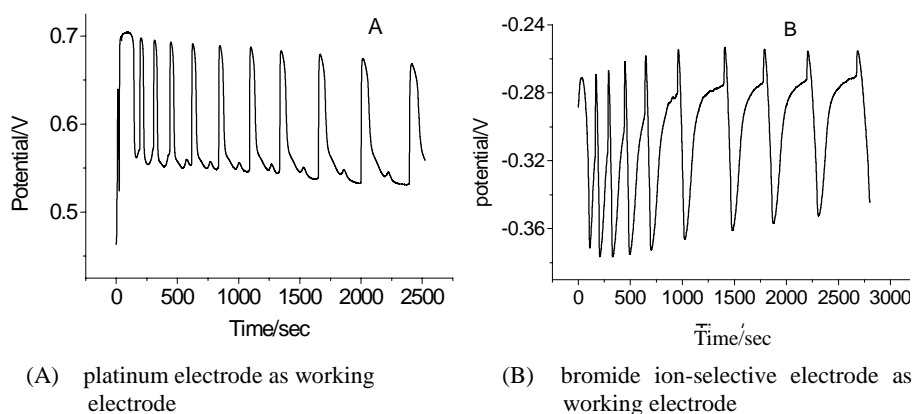 A
0.7
0.6
0.5
Potential/V
0 500 1000 1500 2000 2500
Time/sec
B
-0.24
-0.28
-0.32
-0.36
potential/V
0 500 1000 1500 2000 2500 3000
Time/sec
(A) platinum electrode as working
electrode
(B) bromide ion-selective electrode as
working electrode